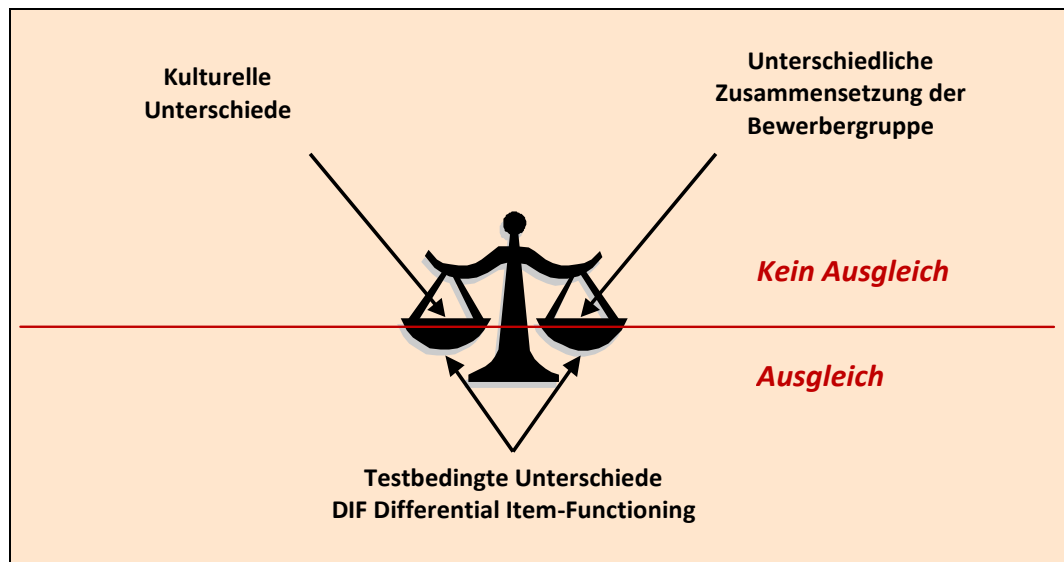 Kulturelle
Unterschiede
Unterschiedliche
Zusammensetzung der
Bewerbergruppe
Kein Ausgleich
Ausgleich
Testbedingte Unterschiede
DIF Differential Item-Functioning